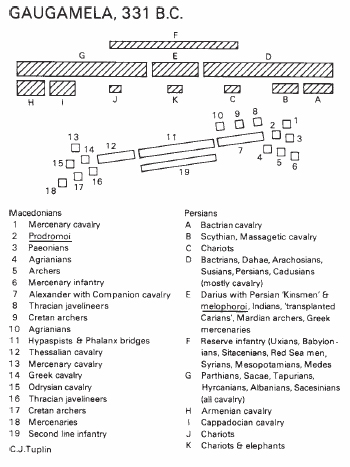 GAUGAMELA, 331 B.C.
F
G E D
H I J K C B A
10 9 8 1
2 3
13 14 12 11 7 4 5 6
15 16 19
18 17
Macedonians
1 Mercenary cavalry
2 Prodromoi
3 Paeonians
4 Agrianians
5 Archers
6 Mercenary infantry
7 Alexander with Companion cavalry
8 Thracian javelineers
9 Cretan archers
10 Agrianians
11 Hypaspists & Phalanx bridges
12 Thessalian cavalry
13 Mercenary cavalry
14 Greek cavalry
15 Odrysian cavalry
16 Thracian javelineers
17 Cretan archers
18 Mercenaries
19 Second line infantry
C.J.Tuplin
Persians
A Bactrian cavalry
B Scythian, Massagetic cavalry
C Chariots
D Bactrians, Dahae, Arachosians,
Susians, Persians, Cadusians
(mostly cavalry)
E Darius with Persian 'Kinsmen' &
melophoroi, Indians, 'transplanted
Carians', Mardian archers, Greek
mercenaries
F Reserve infantry (Uxians, Babylon-
ians, Sitacenians, Red Sea men,
Syrians, Mesopotamians, Medes
G Parthians, Sacae, Tapurians,
Hyrcanians, Albanians, Sacesinians
(all cavalry)
H Armenian cavalry
I Cappadocian cavalry
J Chariots
K Chariots & elephants